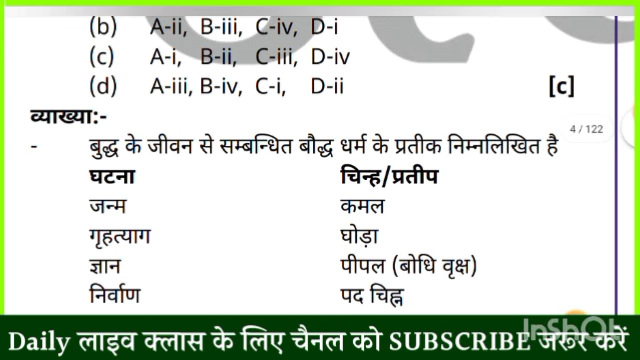 (b) A-ii, B-iii, C-iv, D-i
(c) A-i, B-ii, C-iii, D-iv
(d) A-iii, B-iv, C-i, D-ii [c]
व्याख्या:-
4 / 122
- बुद्ध के जीवन से सम्बन्धित बौद्ध धर्म के प्रतीक निम्नलिखित है
घटना चिन्ह/प्रतीप
जन्म कमल
गृहत्याग घोड़ा
ज्ञान पीपल (बोधि वृक्ष)
निर्वाण पद चिह्न
InShOt
Daily लाइव क्लास के लिए चैनल को SUBSCRIBE जरूर करें